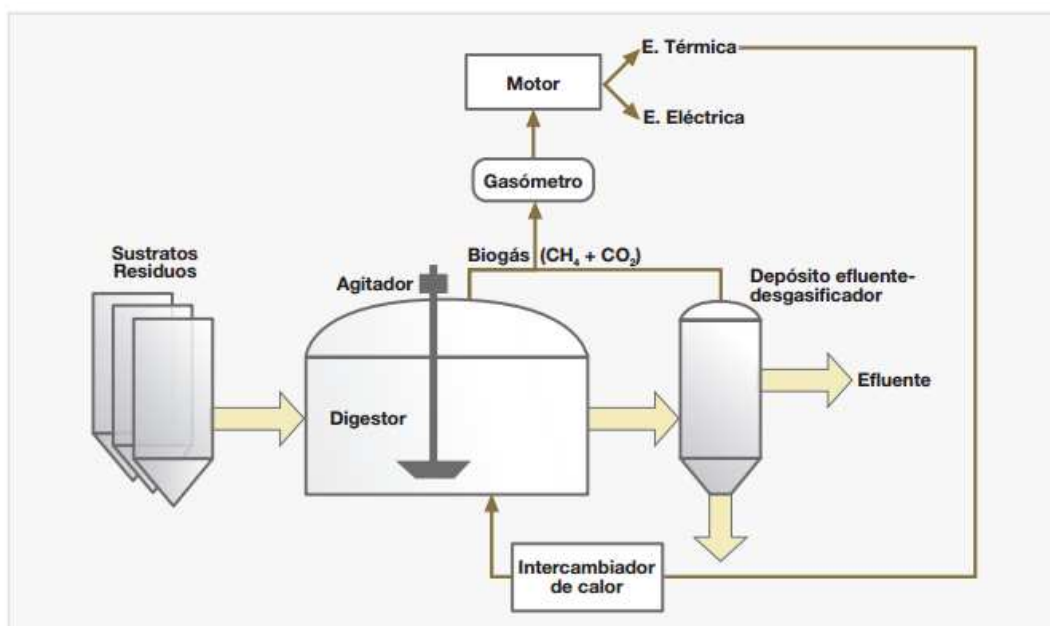 E. Térmica
Motor
E. Eléctrica
Gasómetro
Sustratos
Residuos
Biogás (CH₄ + CO₂)
Agitador
Depósito efluente-
desgasificador
Efluente
Digestor
Intercambiador
de calor